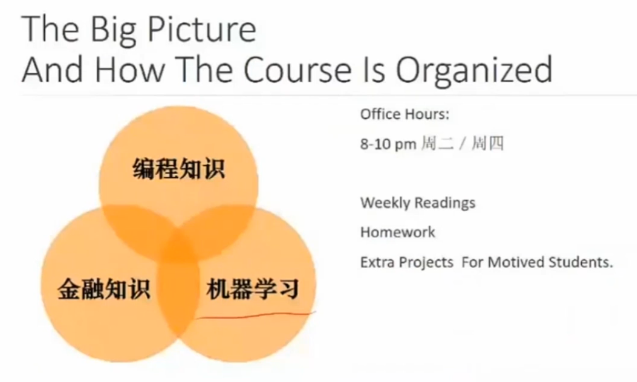 The Big Picture
And How The Course Is Organized
编程知识
金融知识
机器学习
Office Hours:
8-10 pm 周二 / 周四
Weekly Readings
Homework
Extra Projects For Motived Students.